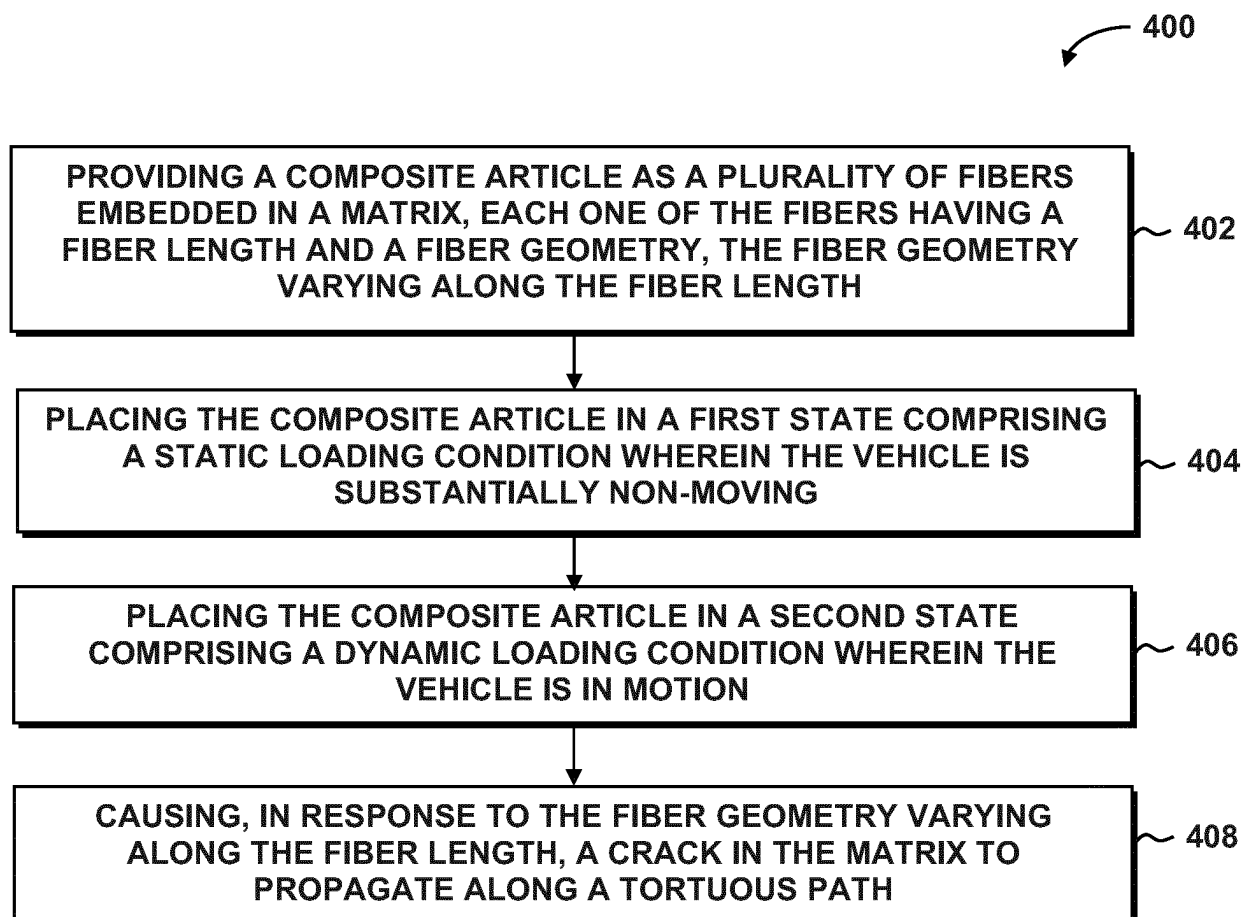 400
PROVIDING A COMPOSITE ARTICLE AS A PLURALITY OF FIBERS
EMBEDDED IN A MATRIX, EACH ONE OF THE FIBERS HAVING A
FIBER LENGTH AND A FIBER GEOMETRY, THE FIBER GEOMETRY
VARYING ALONG THE FIBER LENGTH
402
PLACING THE COMPOSITE ARTICLE IN A FIRST STATE COMPRISING
A STATIC LOADING CONDITION WHEREIN THE VEHICLE IS
SUBSTANTIALLY NON-MOVING
404
PLACING THE COMPOSITE ARTICLE IN A SECOND STATE
COMPRISING A DYNAMIC LOADING CONDITION WHEREIN THE
VEHICLE IS IN MOTION
406
CAUSING, IN RESPONSE TO THE FIBER GEOMETRY VARYING
ALONG THE FIBER LENGTH, A CRACK IN THE MATRIX TO
PROPAGATE ALONG A TORTUOUS PATH
408